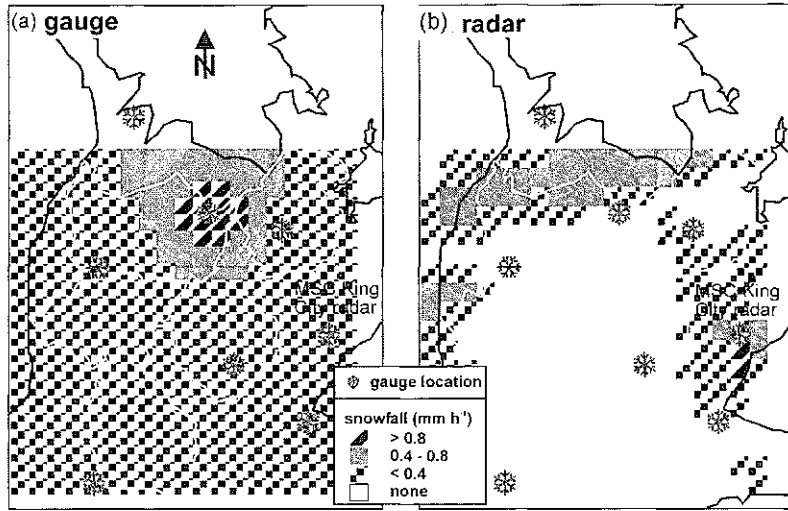 (a) gauge
N
MSC King
City radar
(b) radar
MSC King
City radar
gauge location
snowfall (mm h⁻¹)
> 0.8
0.4 - 0.8
< 0.4
none